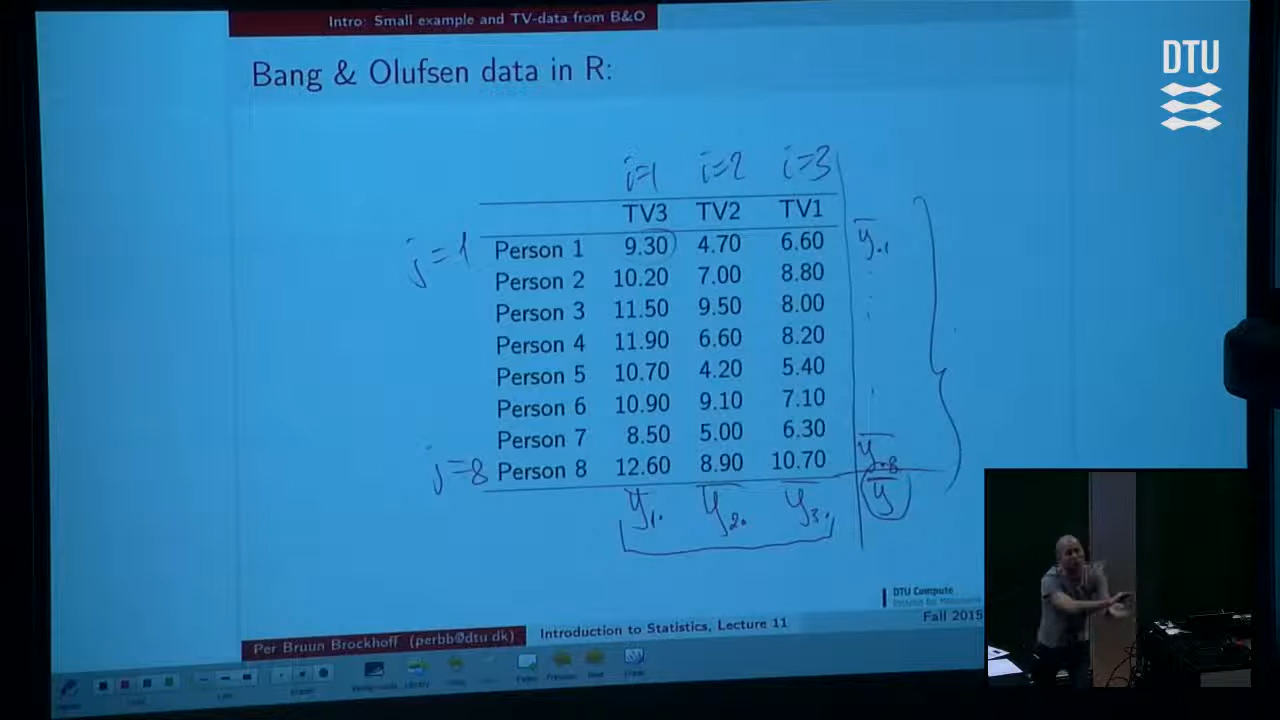 Intro: Small example and TV-data from B&O
DTU
Bang & Olufsen data in R:
i=1 i=2 i=3
TV3 TV2 TV1
j=1 Person 1 9.30 4.70 6.60 ȳ.1
Person 2 10.20 7.00 8.80
Person 3 11.50 9.50 8.00
Person 4 11.90 6.60 8.20
Person 5 10.70 4.20 5.40
Person 6 10.90 9.10 7.10
Person 7 8.50 5.00 6.30
j=8 Person 8 12.60 8.90 10.70 ȳ.8
ȳ1. ȳ2. ȳ3. ȳ
DTU Compute
Per Bruun Brockhoff (perbb@dtu.dk) Introduction to Statistics, Lecture 11 Fall 2015